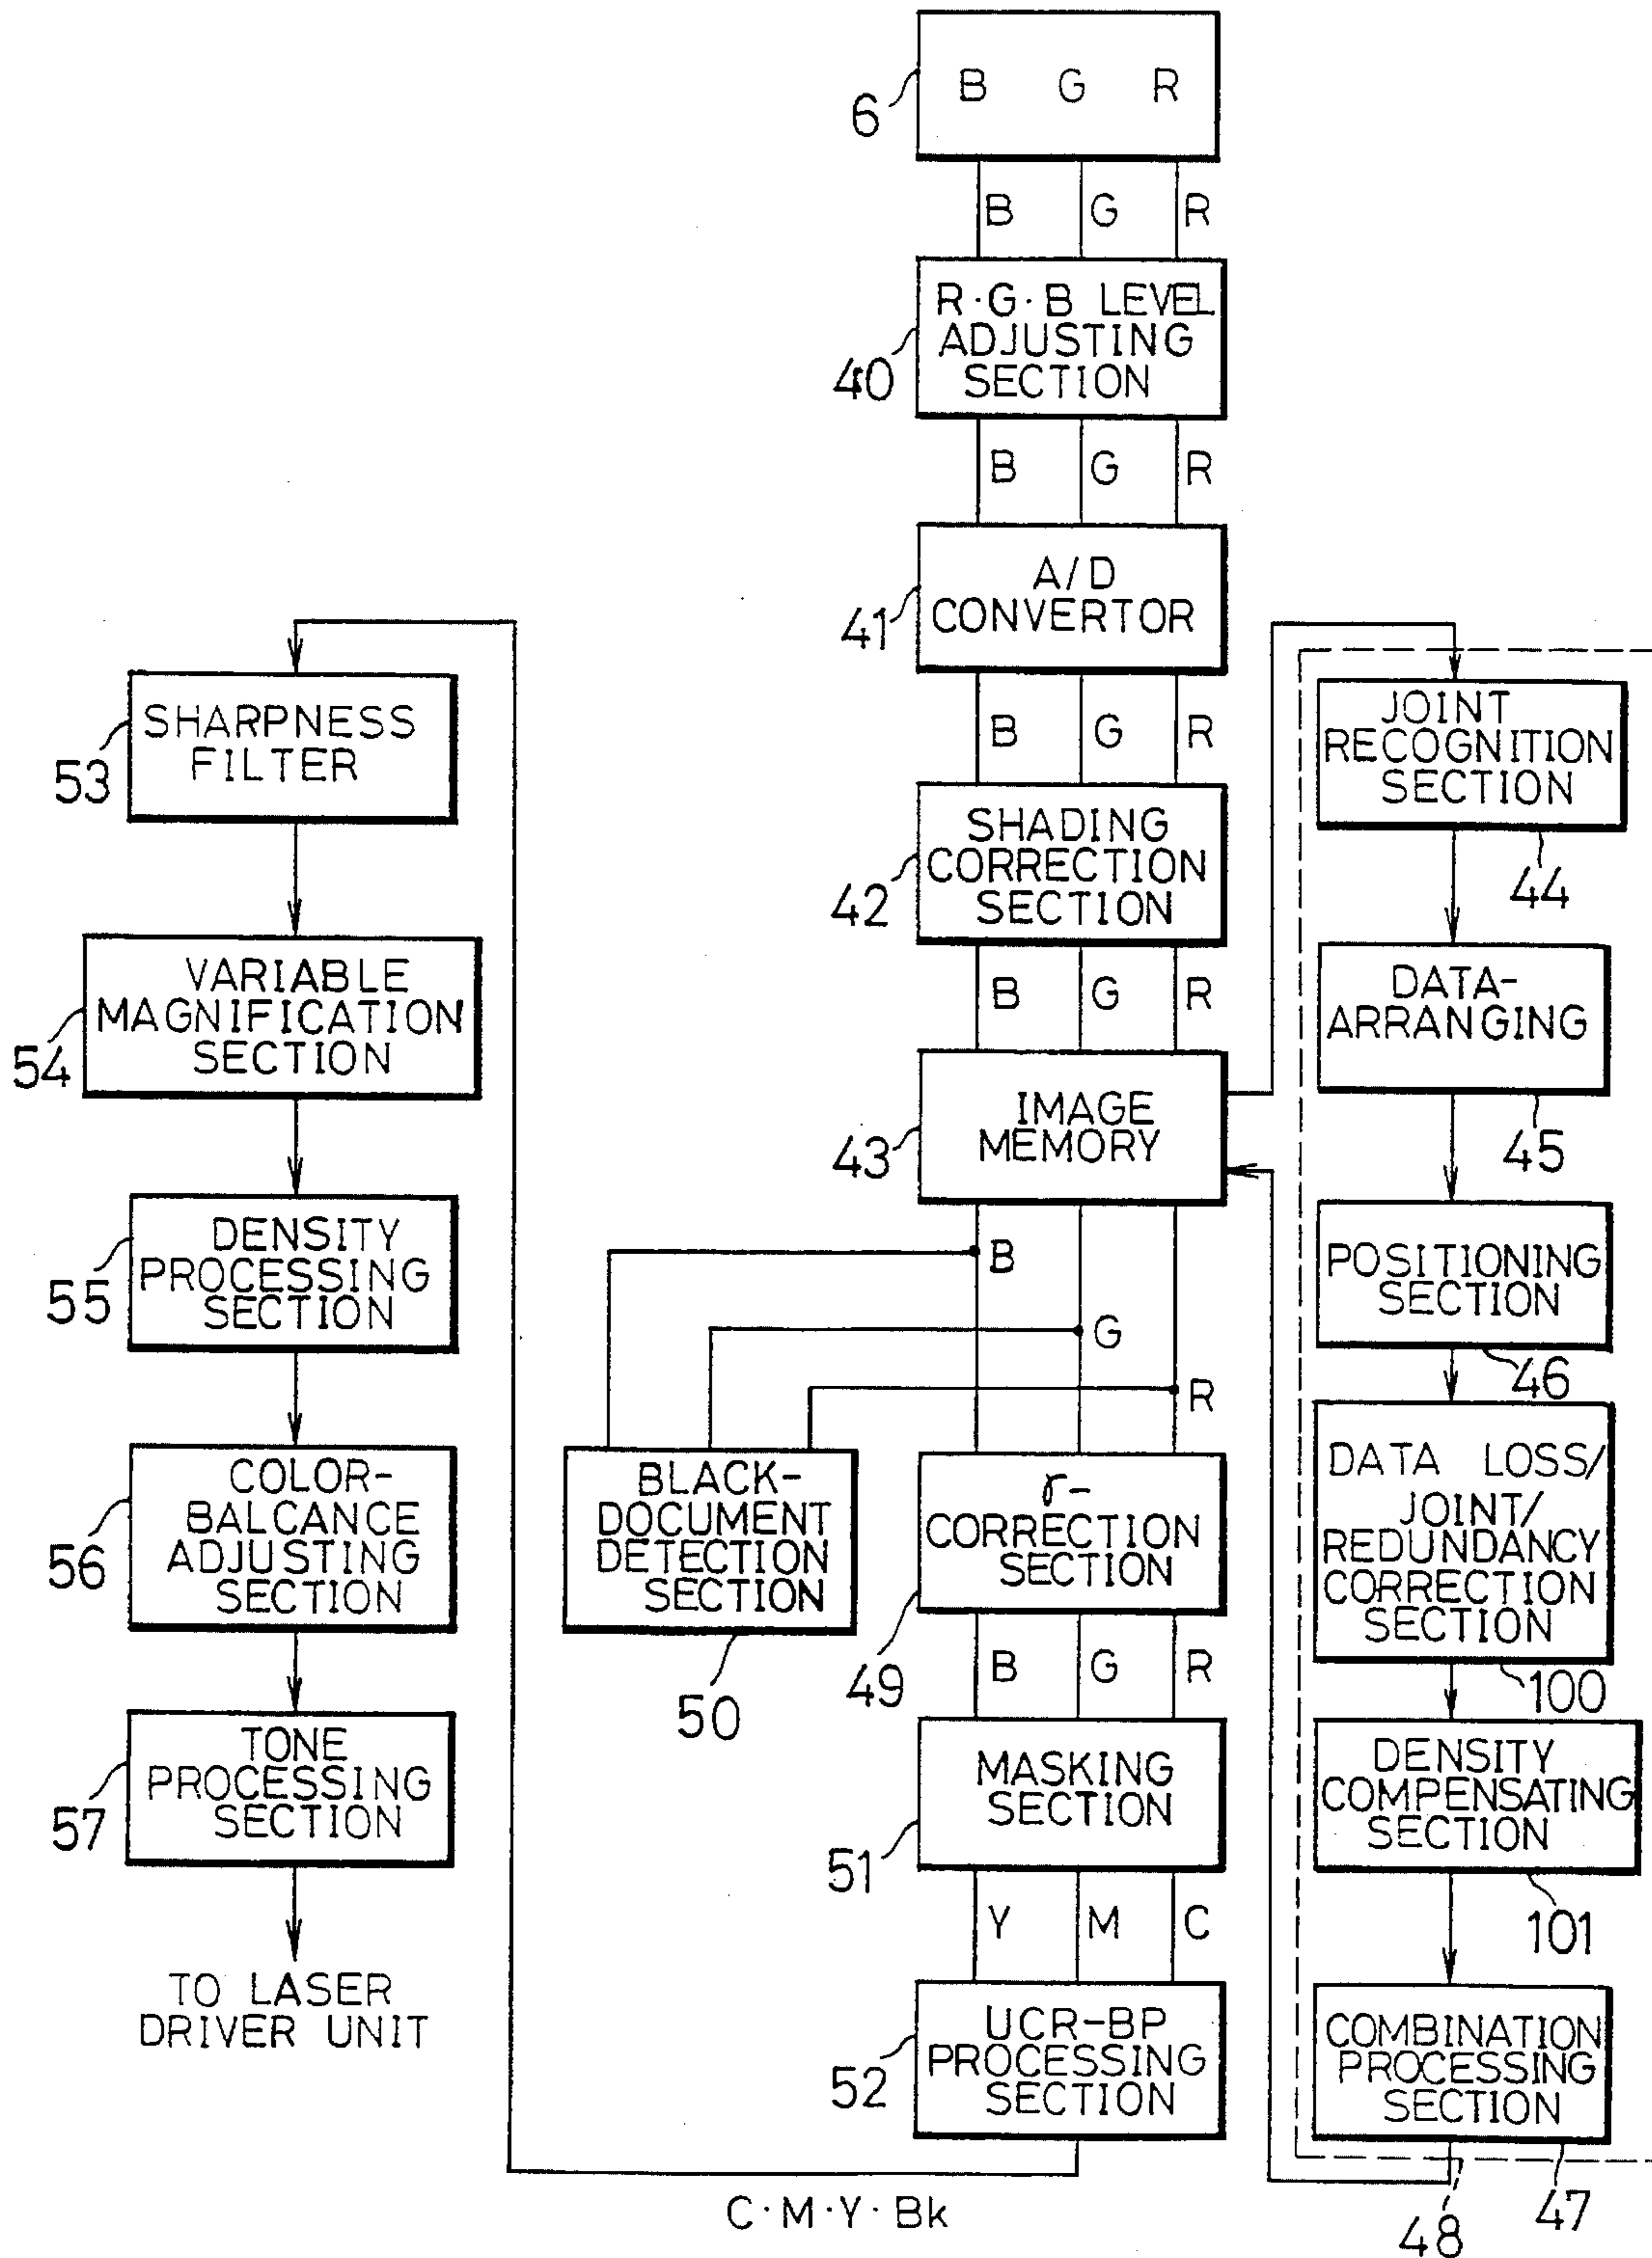 B G R
6
B G R
R·G·B LEVEL
ADJUSTING
SECTION
40
B G R
A/D
CONVERTOR
41
B G R
SHADING
CORRECTION
SECTION
42
B G R
IMAGE
MEMORY
43
B
G
R
BLACK-
DOCUMENT
DETECTION
SECTION
50
γ-
CORRECTION
SECTION
49
B G R
MASKING
SECTION
51
Y M C
UCR-BP
PROCESSING
SECTION
52
C·M·Y·Bk
SHARPNESS
FILTER
53
VARIABLE
MAGNIFICATION
SECTION
54
DENSITY
PROCESSING
SECTION
55
COLOR-
BALCANCE
ADJUSTING
SECTION
56
TONE
PROCESSING
SECTION
57
TO LASER
DRIVER UNIT
JOINT
RECOGNITION
SECTION
44
DATA-
ARRANGING
45
POSITIONING
SECTION
46
DATA LOSS/
JOINT/
REDUNDANCY
CORRECTION
SECTION
100
DENSITY
COMPENSATING
SECTION
101
COMBINATION
PROCESSING
SECTION
47
48